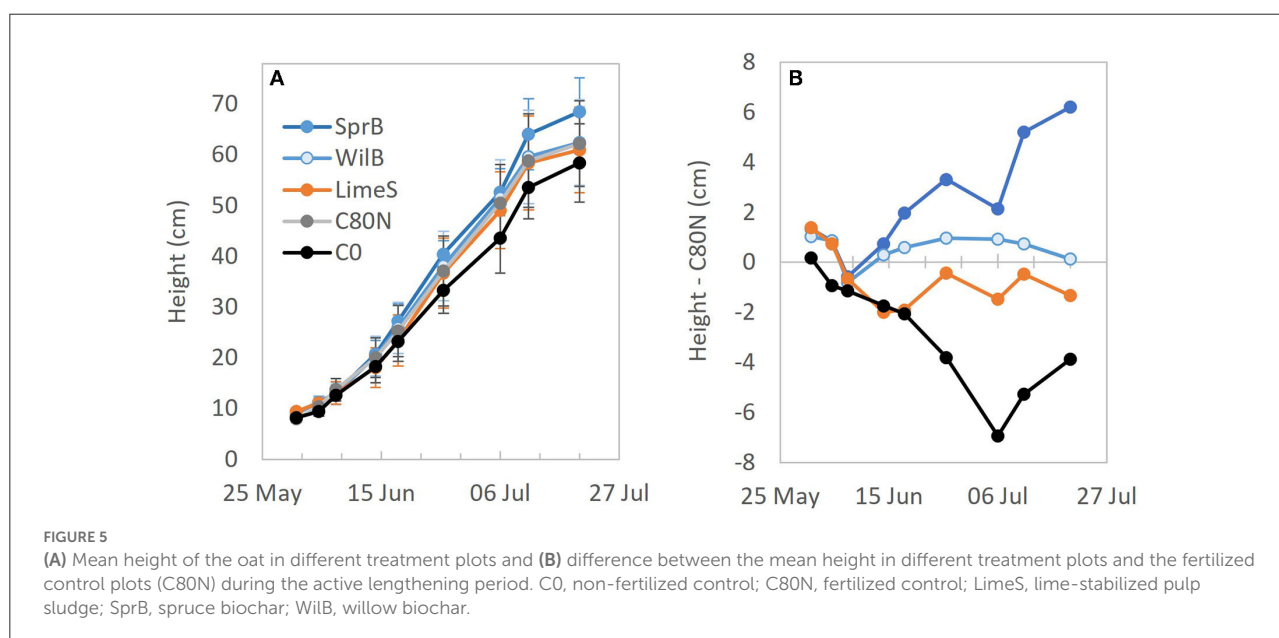 A
Height (cm)
70
60
50
40
30
20
10
0
SprB
WilB
LimeS
C80N
C0
25 May
15 Jun
06 Jul
27 Jul
B
Height - C80N (cm)
8
6
4
2
0
-2
-4
-6
-8
25 May
15 Jun
06 Jul
27 Jul
FIGURE 5
(A) Mean height of the oat in different treatment plots and (B) difference between the mean height in different treatment plots and the fertilized
control plots (C80N) during the active lengthening period. C0, non-fertilized control; C80N, fertilized control; LimeS, lime-stabilized pulp
sludge; SprB, spruce biochar; WilB, willow biochar.